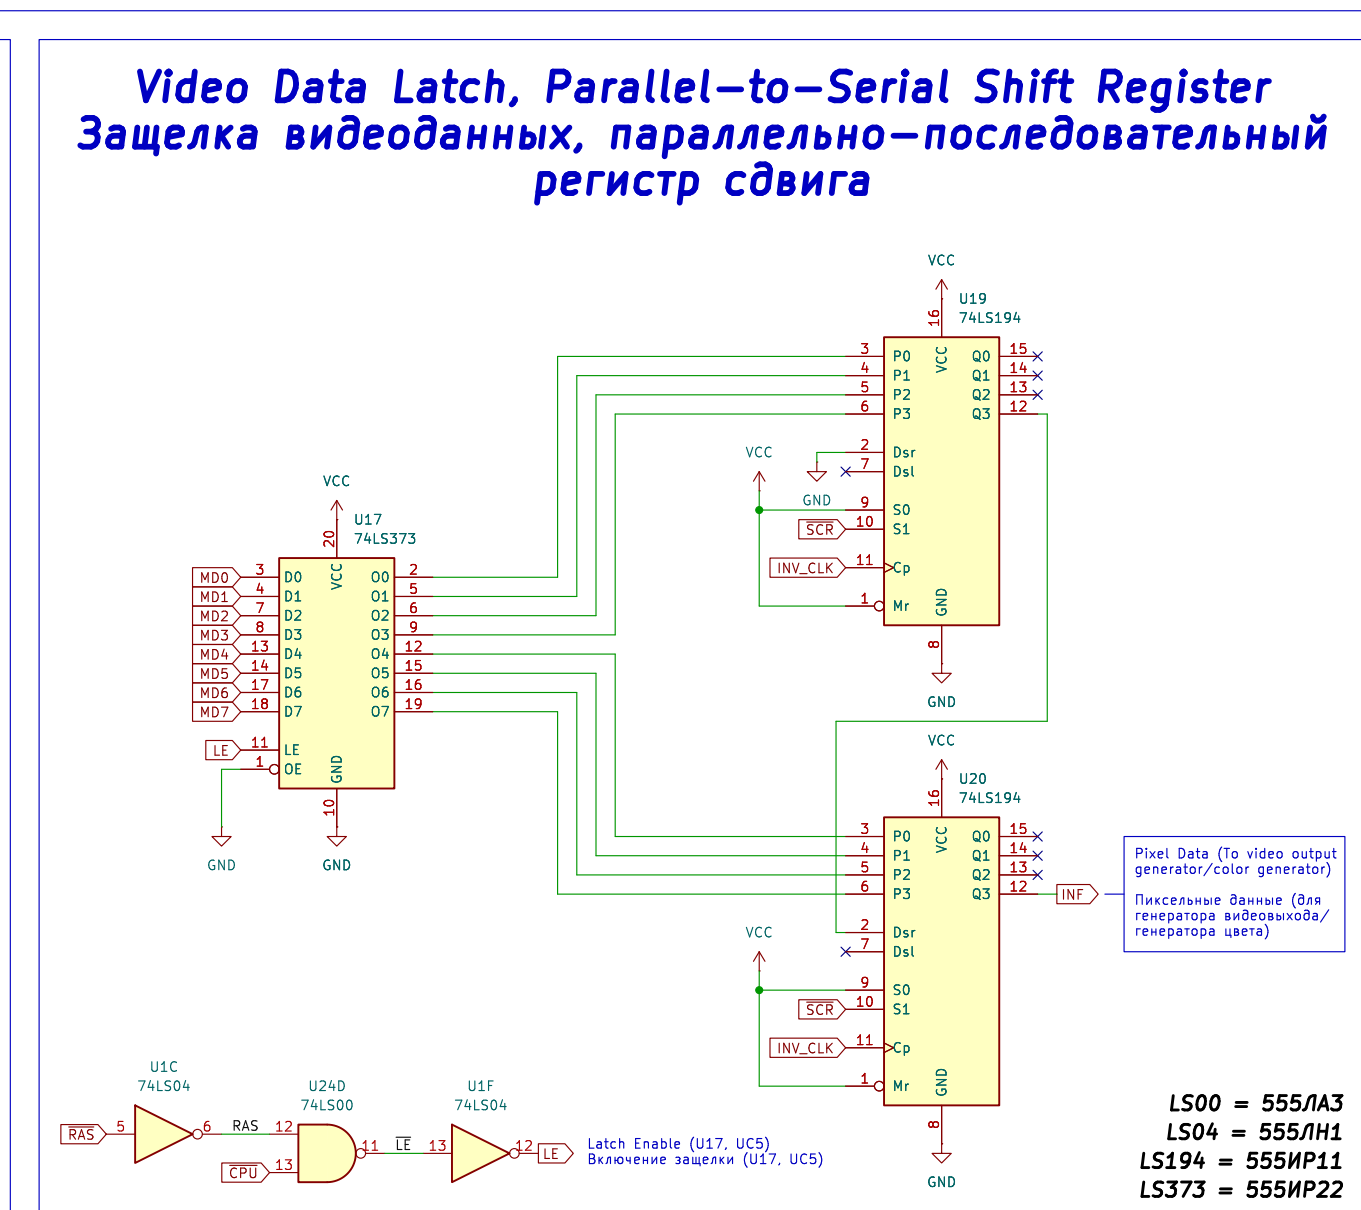 Video Data Latch, Parallel-to-Serial Shift Register
Защелка видеоданных, параллельно-последовательный
регистр сдвига
VCC
U19
74LS194
16
3 P0 VCC Q0 15
4 P1 Q1 14
5 P2 Q2 13
6 P3 Q3 12
VCC
2 Dsr
7 Dsl
GND
9 S0
SCR 10 S1
INV_CLK 11 Cp
1 Mr GND
8
GND
VCC
U17
74LS373
20
MD0 3 D0 VCC O0 2
MD1 4 D1 O1 5
MD2 7 D2 O2 6
MD3 8 D3 O3 9
MD4 13 D4 O4 12
MD5 14 D5 O5 15
MD6 17 D6 O6 16
MD7 18 D7 O7 19
LE 11 LE
1 OE GND
10
GND
GND
VCC
U20
74LS194
16
3 P0 VCC Q0 15
4 P1 Q1 14
5 P2 Q2 13
6 P3 Q3 12 INF
VCC
2 Dsr
7 Dsl
9 S0
SCR 10 S1
INV_CLK 11 Cp
1 Mr GND
8
GND
Pixel Data (To video output
generator/color generator)
Пиксельные данные (для
генератора видеовыхода/
генератора цвета)
U1C
74LS04
RAS 5 6 RAS
U24D
74LS00
12
CPU 13
11 LE
U1F
74LS04
13 12 LE
Latch Enable (U17, UC5)
Включение защелки (U17, UC5)
LS00 = 555ЛА3
LS04 = 555ЛН1
LS194 = 555ИР11
LS373 = 555ИР22